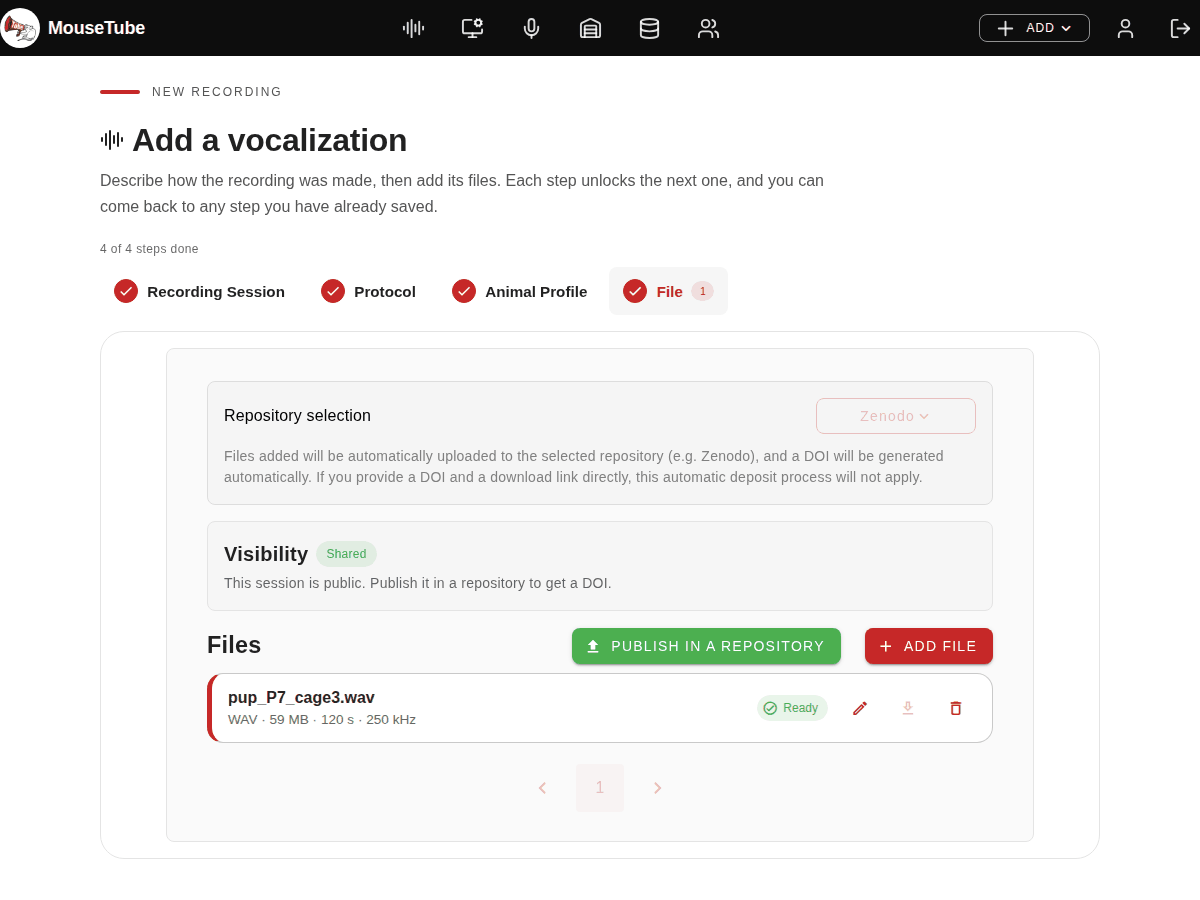 MouseTube
ADD
NEW RECORDING
Add a vocalization
Describe how the recording was made, then add its files. Each step unlocks the next one, and you can
come back to any step you have already saved.
4 of 4 steps done
Recording Session
Protocol
Animal Profile
File 1
Repository selection
Zenodo
Files added will be automatically uploaded to the selected repository (e.g. Zenodo), and a DOI will be generated
automatically. If you provide a DOI and a download link directly, this automatic deposit process will not apply.
Visibility Shared
This session is public. Publish it in a repository to get a DOI.
Files
PUBLISH IN A REPOSITORY
ADD FILE
pup_P7_cage3.wav
WAV · 59 MB · 120 s · 250 kHz
Ready
1